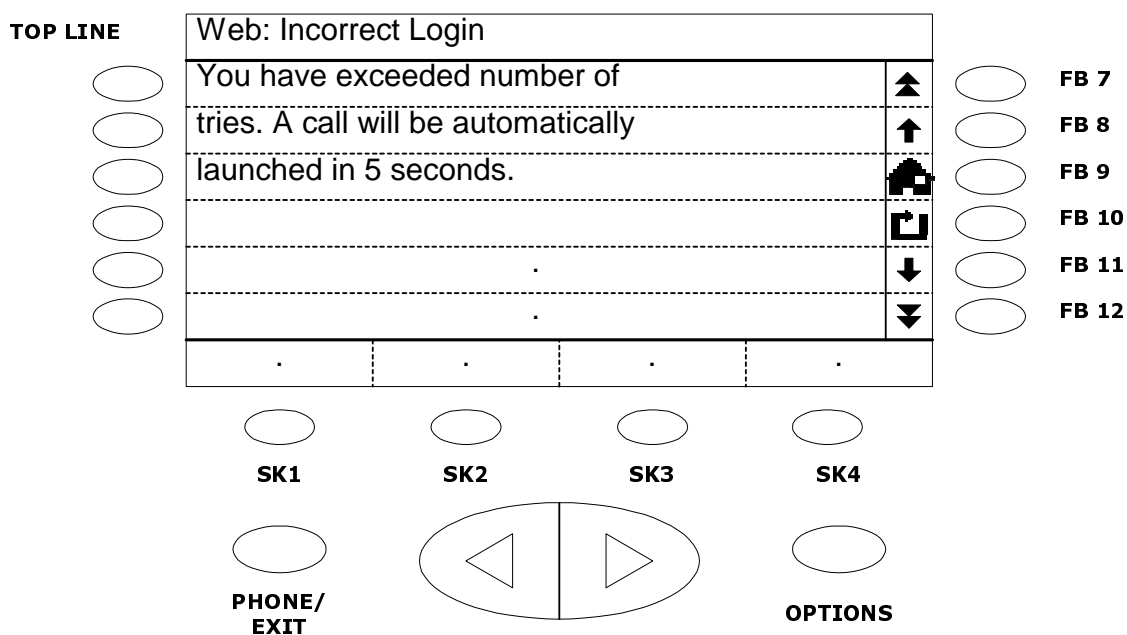 TOP LINE
Web: Incorrect Login
You have exceeded number of
FB 7
tries. A call will be automatically
FB 8
launched in 5 seconds.
FB 9
FB 10
.
FB 11
.
FB 12
. . . .
SK1 SK2 SK3 SK4
PHONE/
EXIT
OPTIONS